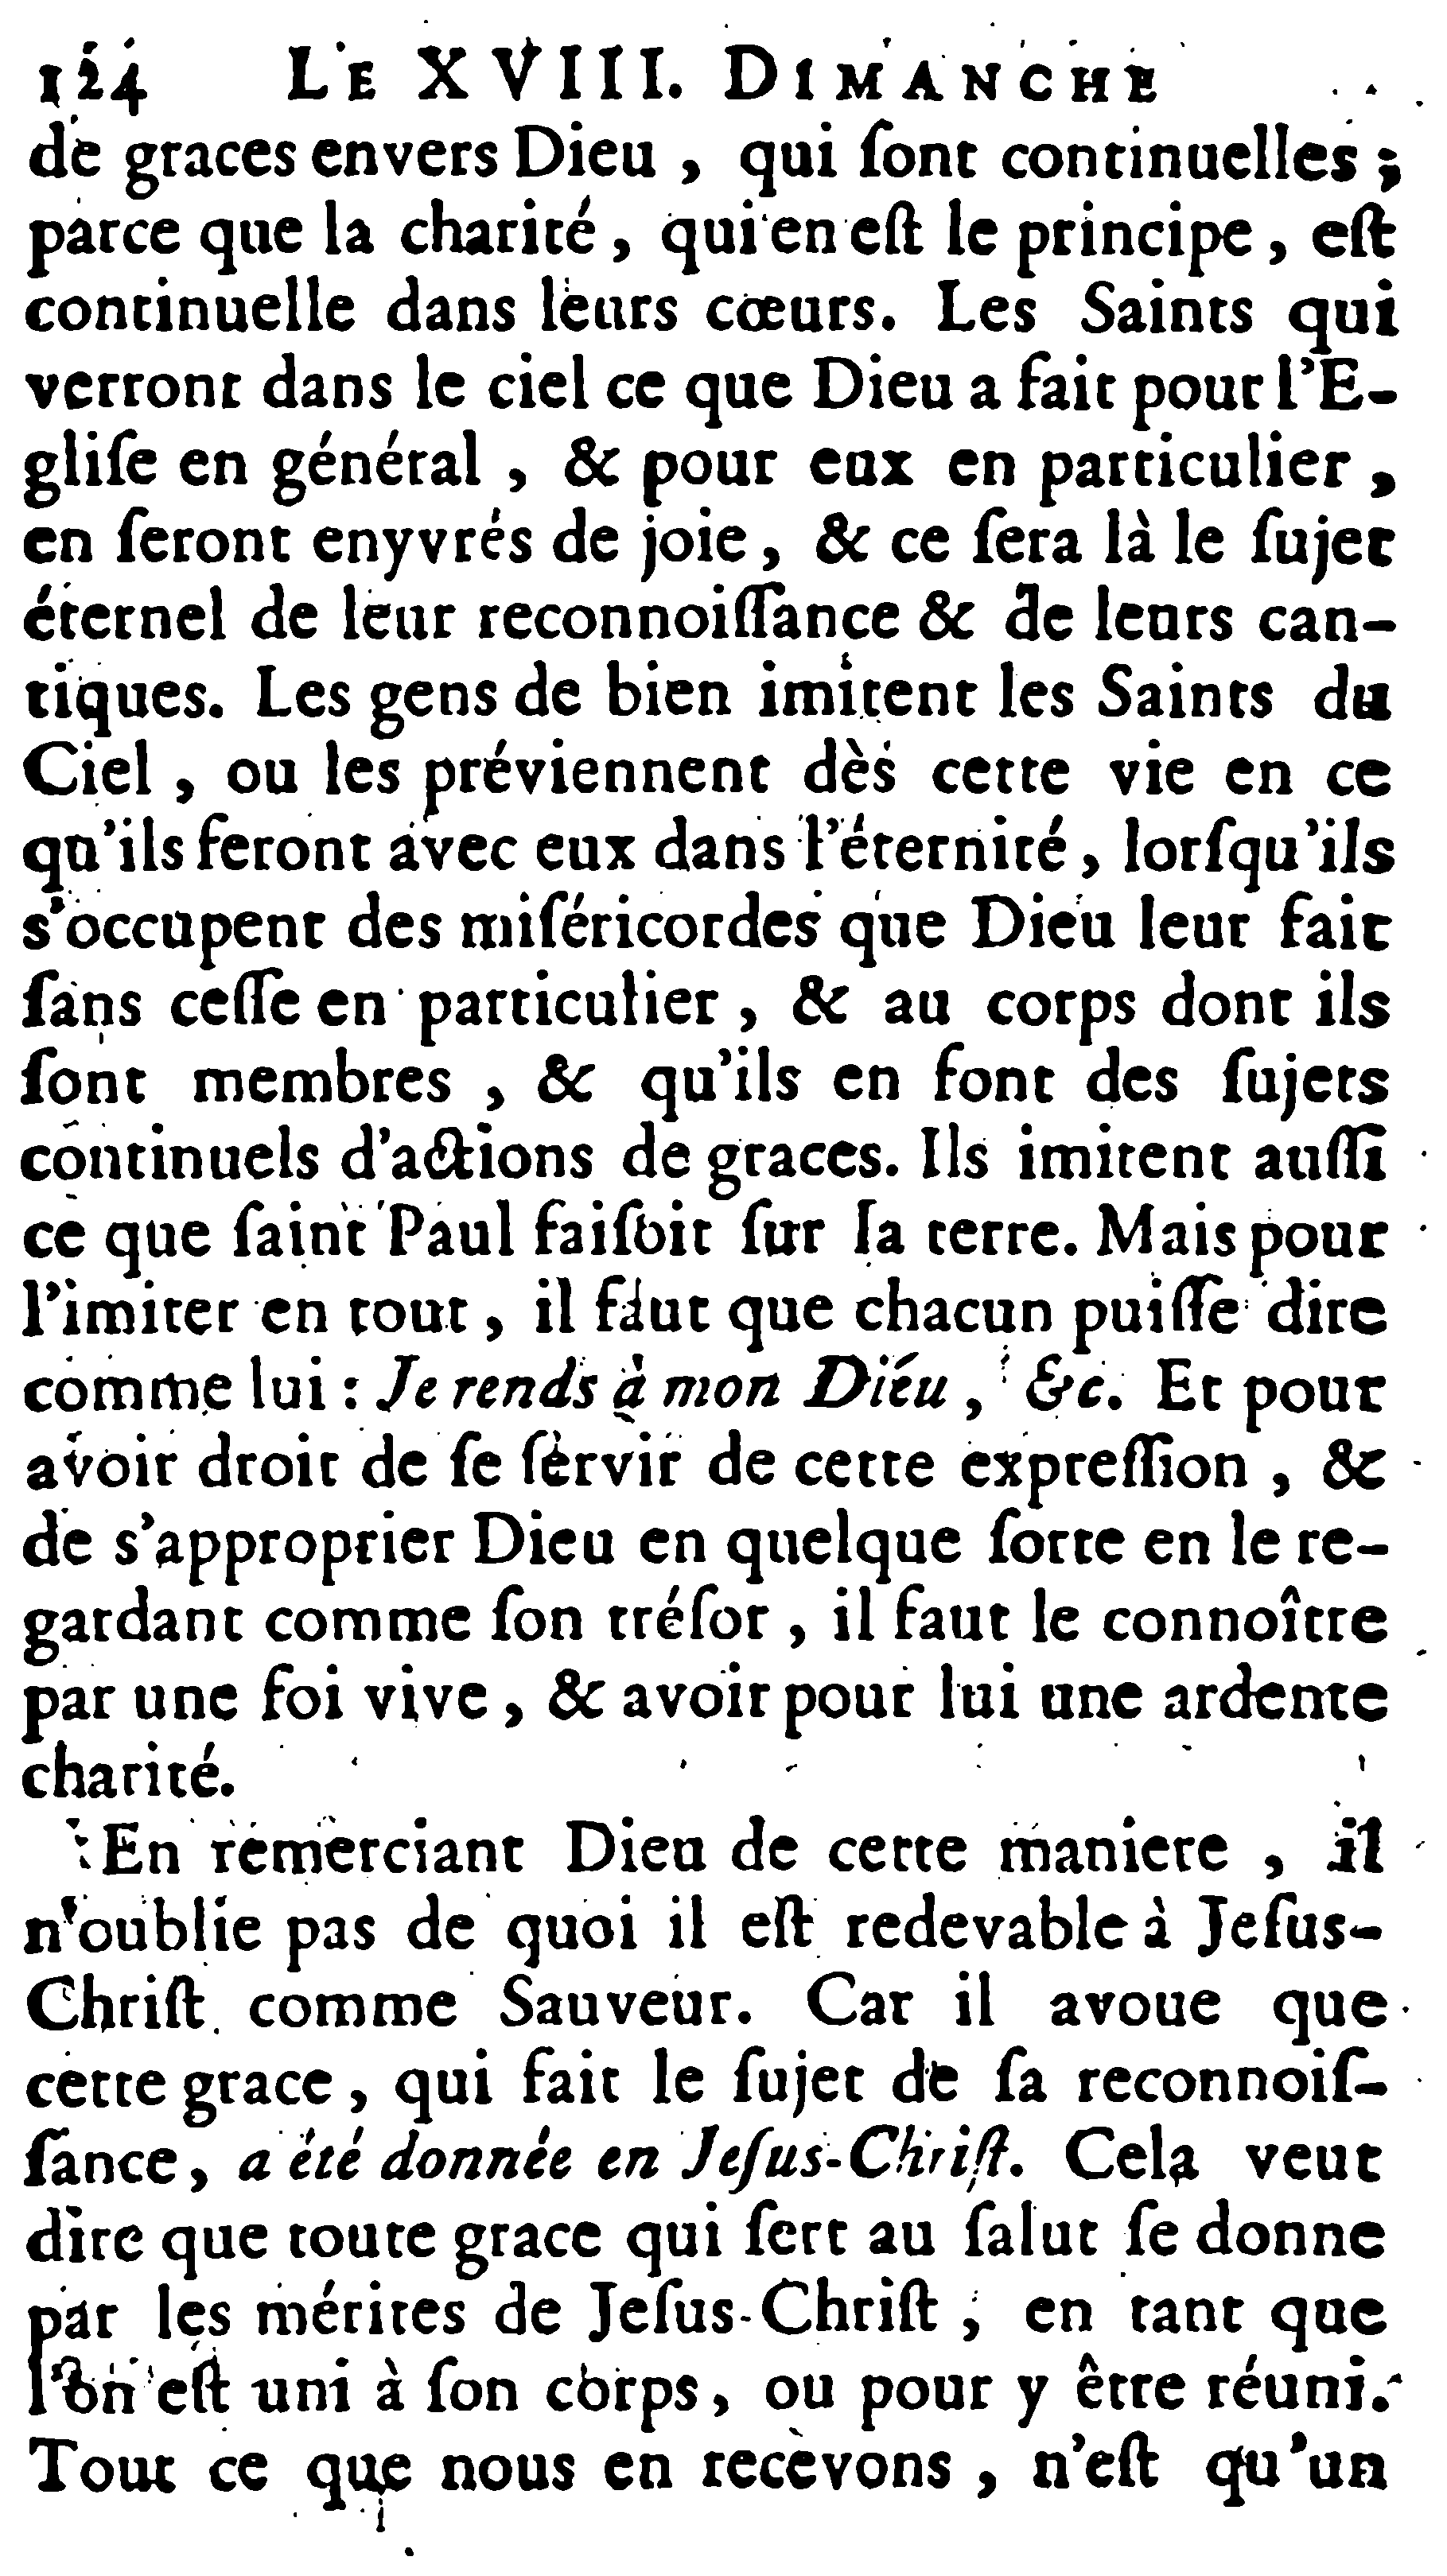 124 LE XVIII. DIMANCHE
de graces envers Dieu , qui ſont continuelles ;
parce que la charité , qui en eſt le principe , eſt
continuelle dans leurs cœurs. Les Saints qui
verront dans le ciel ce que Dieu a fait pour l'E-
gliſe en général , & pour eux en particulier ,
en ſeront enyvrés de joie , & ce ſera là le ſujet
éternel de leur reconnoiſſance & de leurs can-
tiques. Les gens de bien imitent les Saints du
Ciel , ou les préviennent dès cette vie en ce
qu'ils feront avec eux dans l'éternité , lorſqu'ils
s'occupent des miſéricordes que Dieu leur fait
ſans ceſſe en particulier , & au corps dont ils
ſont membres , & qu'ils en font des ſujets
continuels d'actions de graces. Ils imitent auſſi
ce que ſaint Paul faiſoit ſur la terre. Mais pour
l'imiter en tout , il faut que chacun puiſſe dire
comme lui : Je rends à mon Dieu , &c. Et pour
avoir droit de ſe ſervir de cette expreſſion , &
de s'approprier Dieu en quelque ſorte en le re-
gardant comme ſon tréſor , il faut le connoître
par une foi vive , & avoir pour lui une ardente
charité.
En remerciant Dieu de cette maniere , il
n'oublie pas de quoi il eſt redevable à Jeſus-
Chriſt comme Sauveur. Car il avoue que
cette grace , qui fait le ſujet de ſa reconnoiſ-
ſance , a été donnée en Jeſus-Chriſt. Cela veut
dire que toute grace qui ſert au ſalut ſe donne
par les mérites de Jeſus-Chriſt , en tant que
l'on eſt uni à ſon corps , ou pour y être réuni.
Tout ce que nous en recevons , n'eſt qu'un